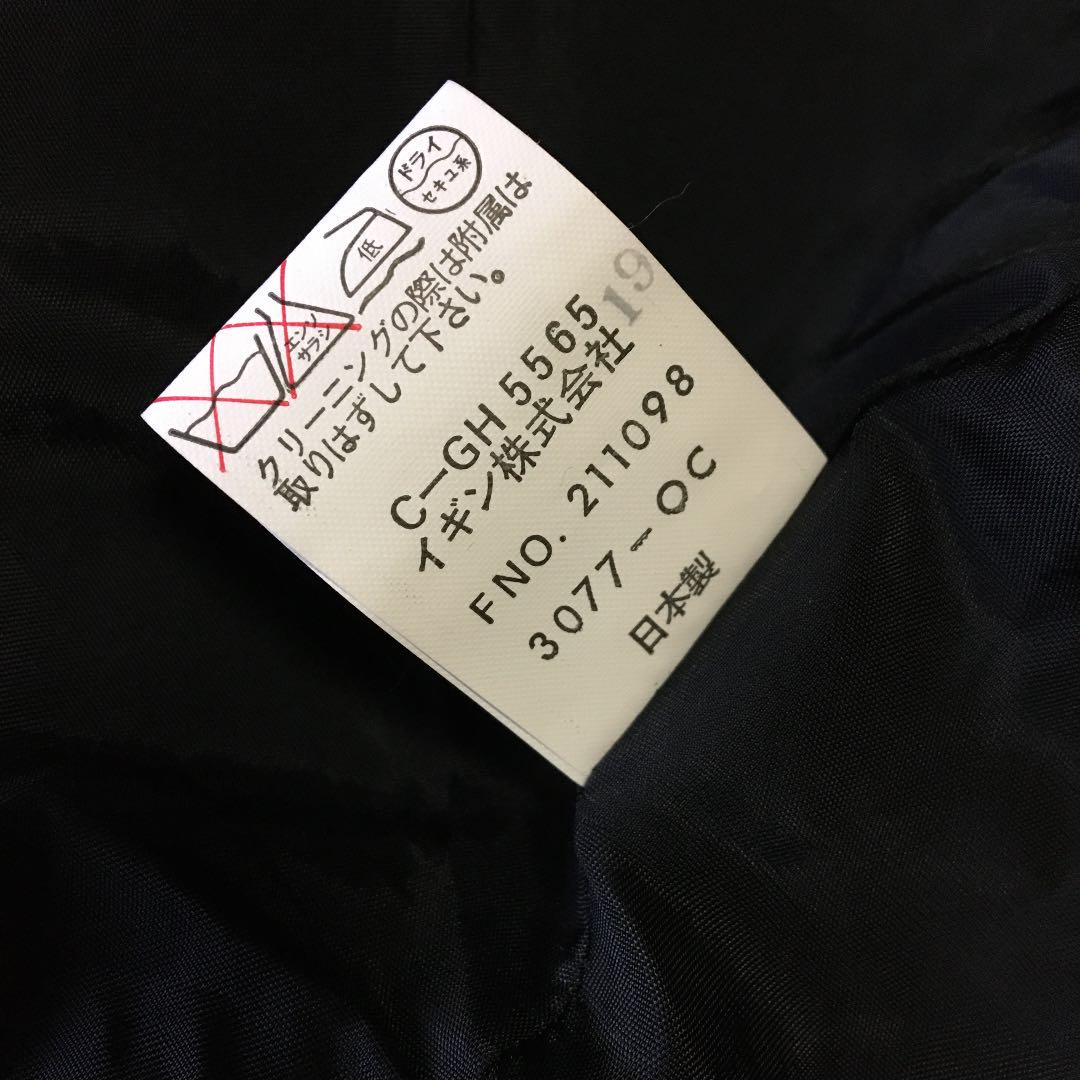 エンソ
サラシ
低
ドライ
セキユ系
クリーニングの際は附属は
取りはずして下さい。
C－GH5565
19
イギン株式会社
FNO. 211098
3077－OC
日本製